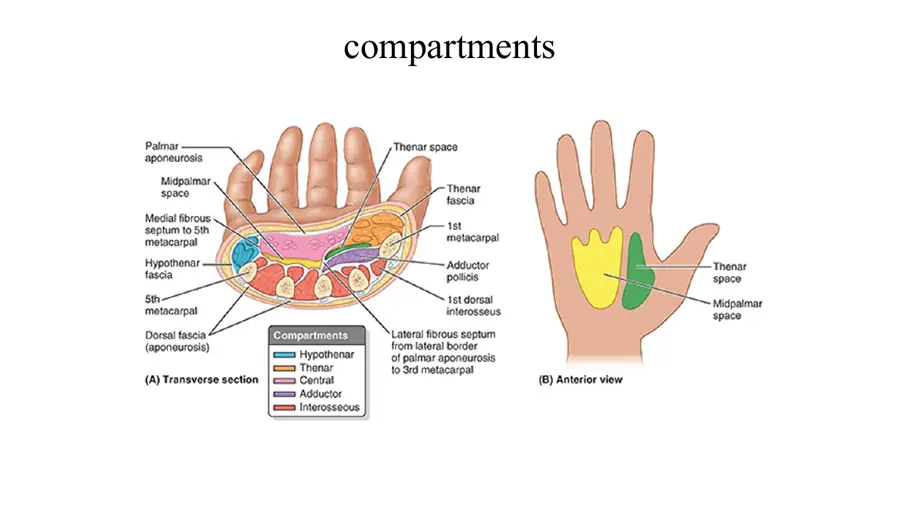 compartments
Palmar
aponeurosis
Midpalmar
space
Medial fibrous
septum to 5th
metacarpal
Hypothenar
fascia
5th
metacarpal
Dorsal fascia
(aponeurosis)
(A) Transverse section
Thenar space
Thenar
fascia
1st
metacarpal
Adductor
pollicis
1st dorsal
interosseus
Lateral fibrous septum
from lateral border
of palmar aponeurosis
to 3rd metacarpal
Compartments
Hypothenar
Thenar
Central
Adductor
Interosseous
Thenar
space
Midpalmar
space
(B) Anterior view